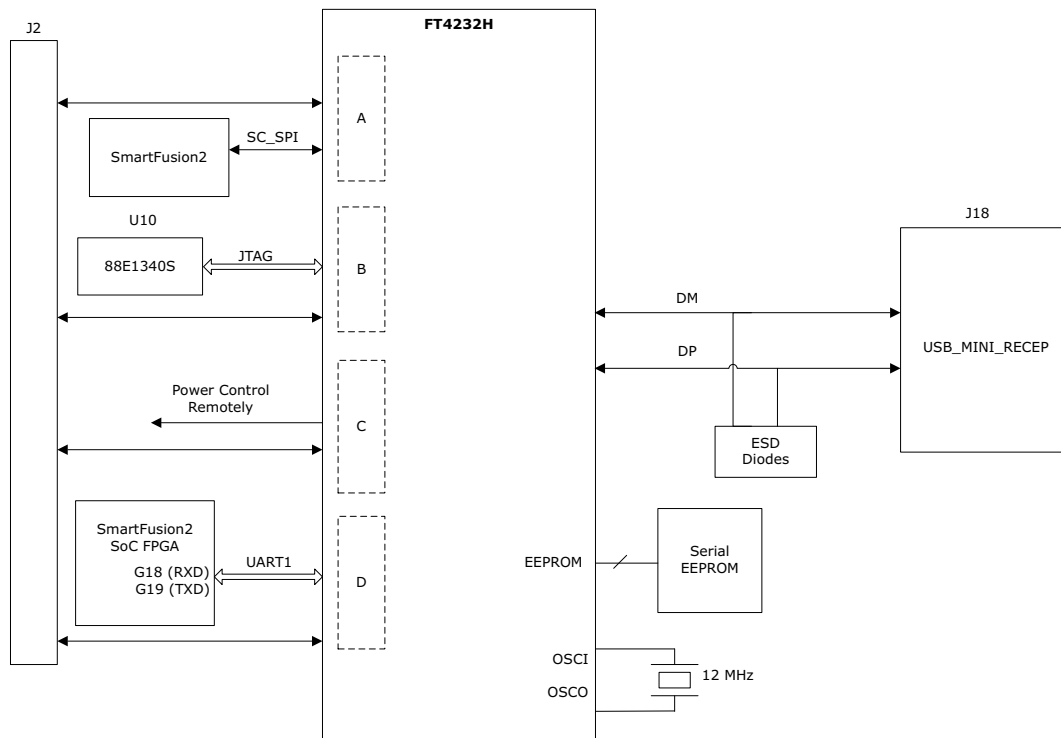 J2
FT4232H
A
SC_SPI
SmartFusion2
U10
88E1340S
JTAG
B
Power Control
Remotely
C
SmartFusion2
SoC FPGA
G18 (RXD)
G19 (TXD)
UART1
D
DM
DP
J18
USB_MINI_RECEP
ESD
Diodes
EEPROM
Serial
EEPROM
OSCI
OSCO
12 MHz